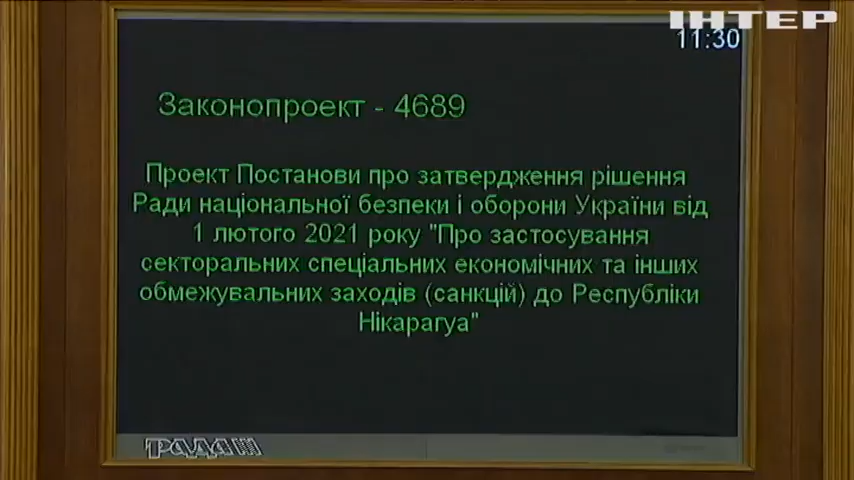 ІНТЕР
11:30
Законопроект - 4689
Проект Постанови про затвердження рішення
Ради національної безпеки і оборони України від
1 лютого 2021 року "Про застосування
секторальних спеціальних економічних та інших
обмежувальних заходів (санкцій) до Республіки
Нікарагуа"
РАДА